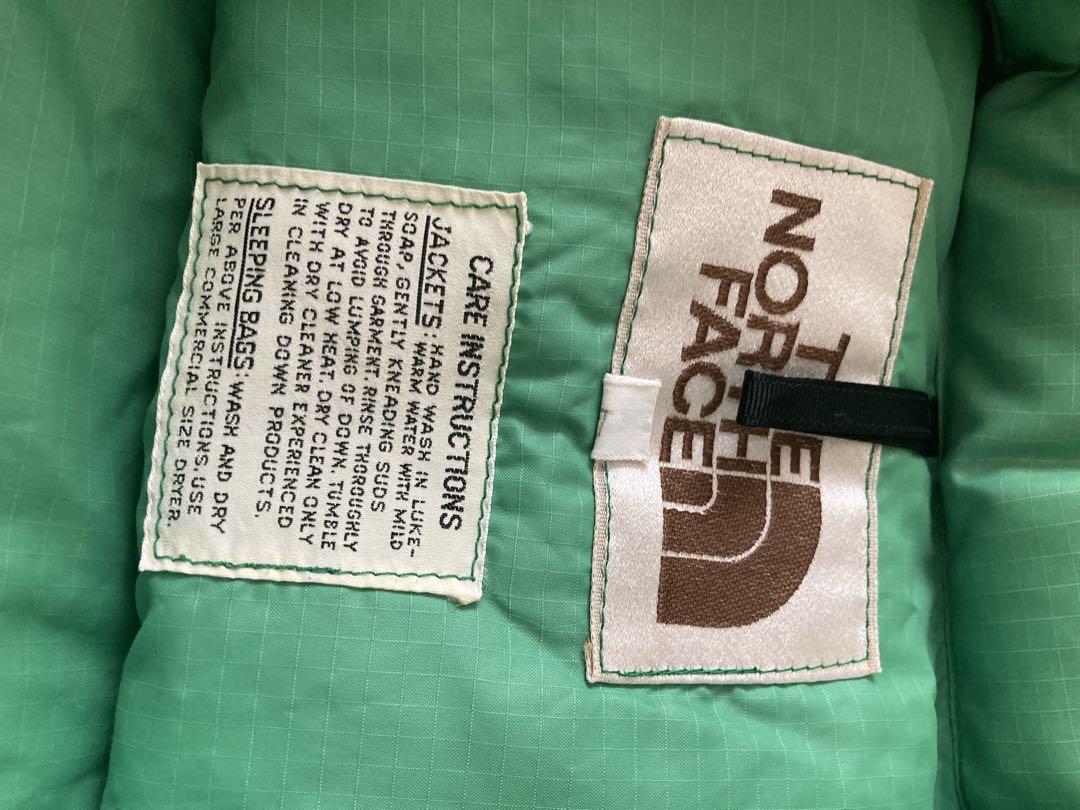 THE
NORTH
FACE
CARE INSTRUCTIONS
JACKETS: HAND WASH IN LUKE-
WARM WATER WITH MILD
SOAP, GENTLY KNEADING SUDS
THROUGH GARMENT. RINSE THOROUGHLY
TO AVOID LUMPING OF DOWN. TUMBLE
DRY AT LOW HEAT. DRY CLEAN ONLY
WITH DRY CLEANER EXPERIENCED
IN CLEANING DOWN PRODUCTS.
SLEEPING BAGS: WASH AND DRY
PER ABOVE INSTRUCTIONS. USE
LARGE COMMERCIAL SIZE DRYER.